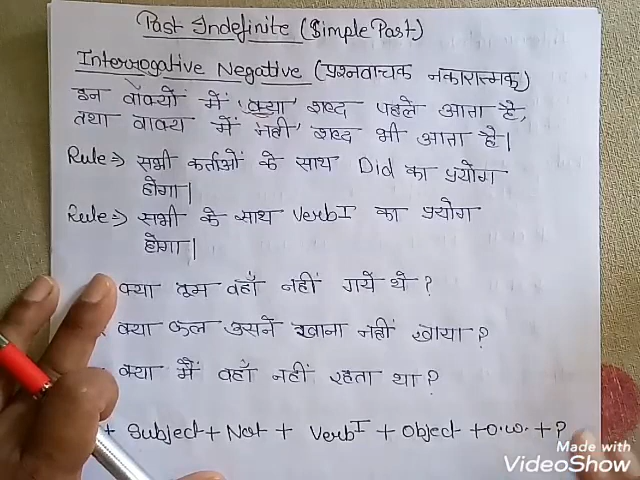 Past Indefinite (Simple Past)
Interrogative Negative (प्रश्नवाचक नकारात्मक)
इन वाक्यों में 'क्या' शब्द पहले आता है,
तथा वाक्य में 'नहीं' शब्द भी आता है।
Rule⇒ सभी कर्ताओं के साथ Did का प्रयोग
होगा।
Rule⇒ सभी के साथ Verb I का प्रयोग
होगा।
क्या तुम वहाँ नहीं गये थे ?
क्या कल उसने खाना नहीं खाया ?
क्या मैं वहाँ नहीं रहता था ?
+ Subject + Not + Verb I + Object + O.W. + ?
Made with
VideoShow